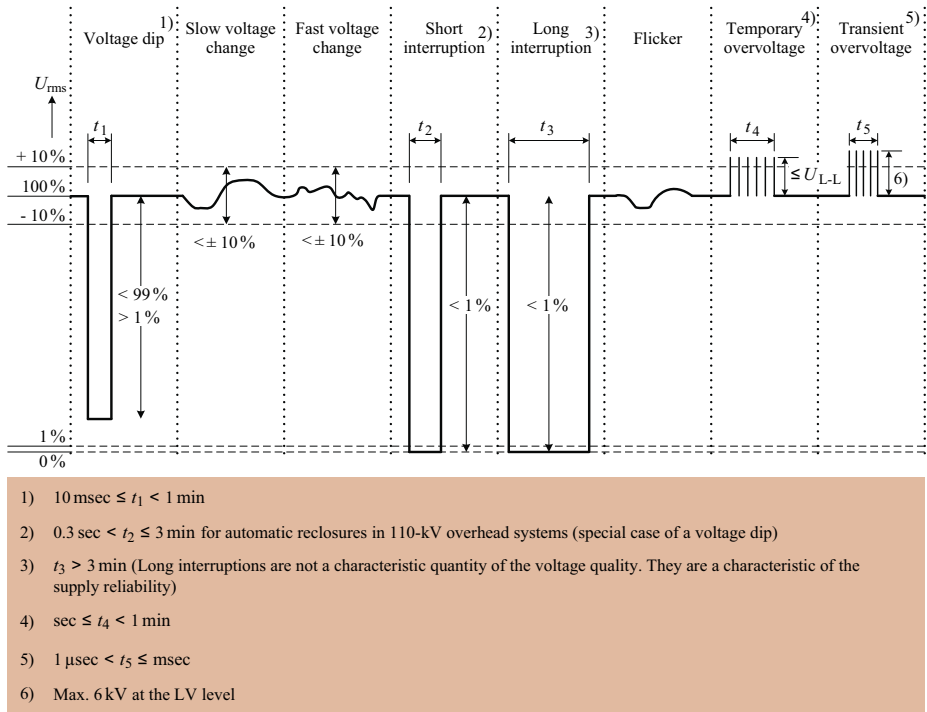 Voltage dip 1)
Slow voltage change
Fast voltage change
Short interruption 2)
Long interruption 3)
Flicker
Temporary overvoltage 4)
Transient overvoltage 5)
Urms
t1
t2
t3
t4
t5
+ 10 %
100 %
- 10 %
≤ UL-L
6)
< ± 10 %
< ± 10 %
< 99 %
> 1 %
< 1 %
< 1 %
1 %
0 %
1) 10 msec ≤ t1 < 1 min
2) 0.3 sec < t2 ≤ 3 min for automatic reclosures in 110-kV overhead systems (special case of a voltage dip)
3) t3 > 3 min (Long interruptions are not a characteristic quantity of the voltage quality. They are a characteristic of the
supply reliability)
4) sec ≤ t4 < 1 min
5) 1 µsec < t5 ≤ msec
6) Max. 6 kV at the LV level